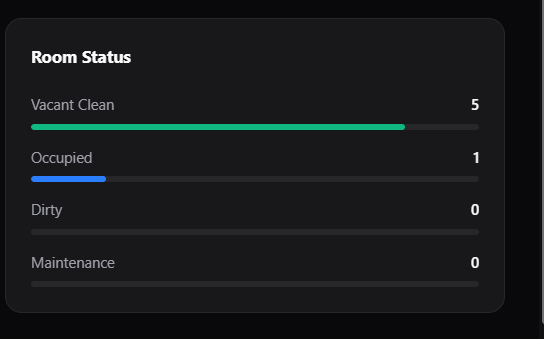 Room Status
Vacant Clean 5
Occupied 1
Dirty 0
Maintenance 0